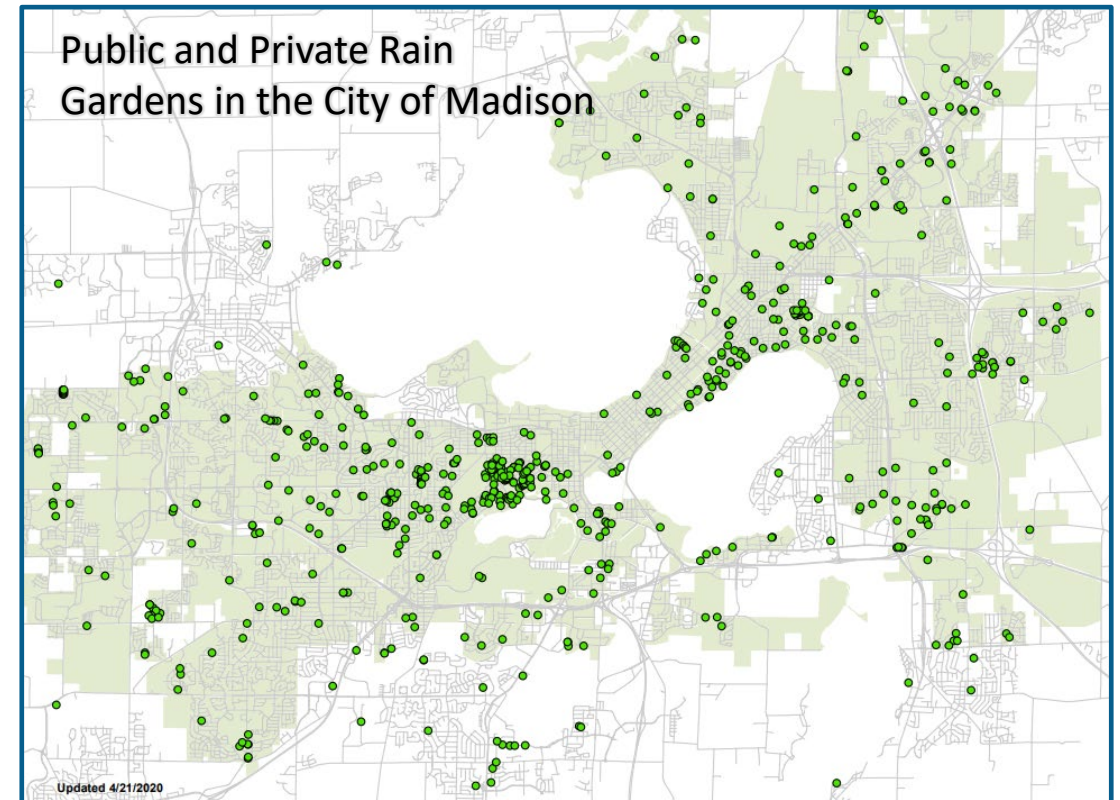 Public and Private Rain
Gardens in the City of Madison
Updated 4/21/2020